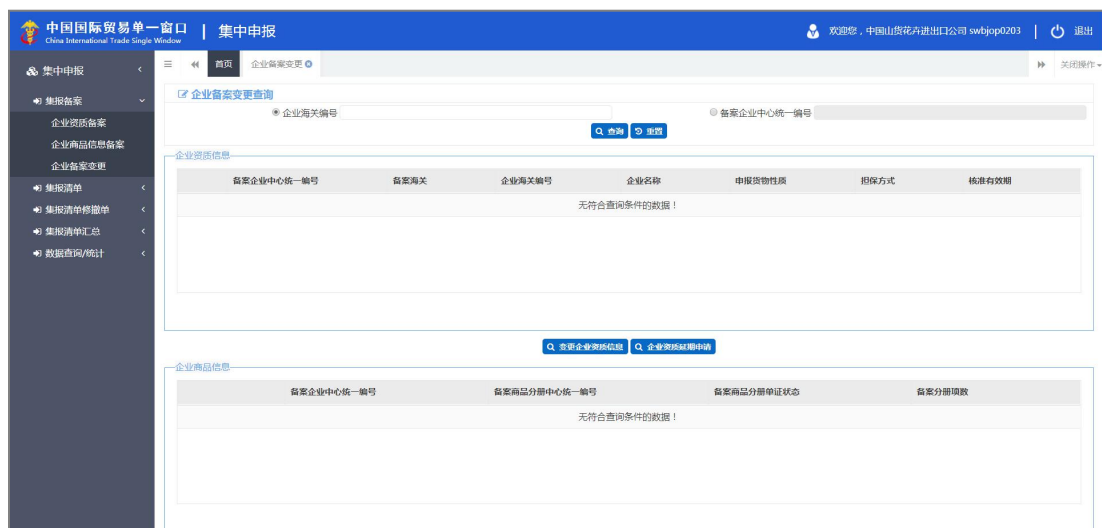 中国国际贸易单一窗口 | 集中申报
China International Trade Single Window
欢迎您，中国山货花卉进出口公司 swbjop0203 | 退出
集中申报
首页 企业备案变更
关闭操作
集报备案
企业资质备案
企业商品信息备案
企业备案变更
集报清单
集报清单修撤单
集报清单汇总
数据查询/统计
企业备案变更查询
企业海关编号
备案企业中心统一编号
查询 重置
企业资质信息
备案企业中心统一编号 备案海关 企业海关编号 企业名称 申报货物性质 担保方式 核准有效期
无符合查询条件的数据！
变更企业资质信息 企业资质延期申请
企业商品信息
备案企业中心统一编号 备案商品分册中心统一编号 备案商品分册单证状态 备案分册项数
无符合查询条件的数据！